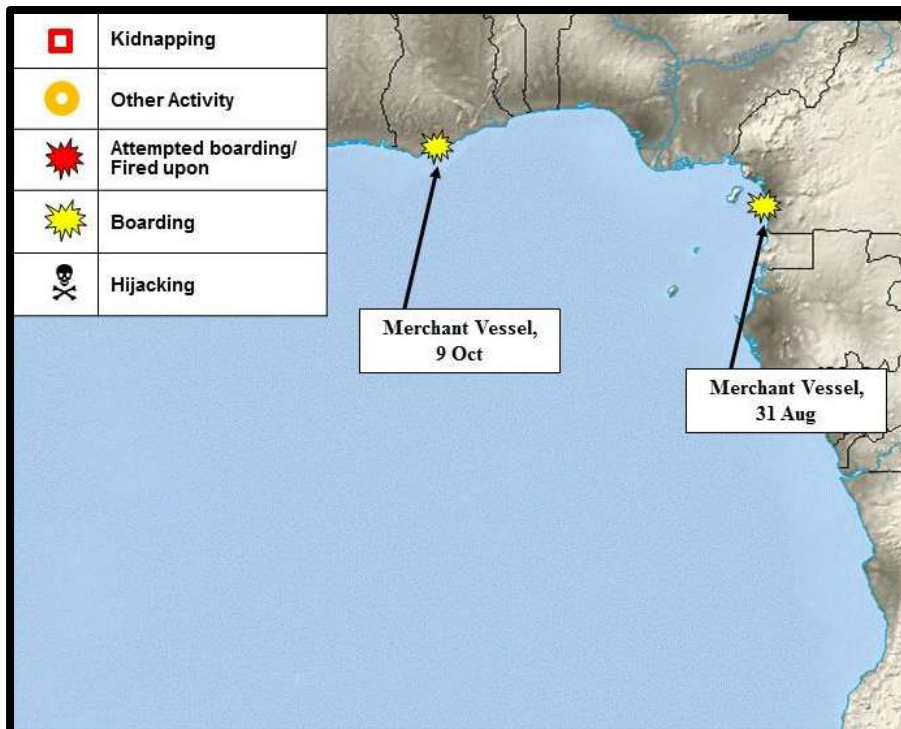 Kidnapping
Other Activity
Attempted boarding/
Fired upon
Boarding
Hijacking
Merchant Vessel,
9 Oct
Merchant Vessel,
31 Aug